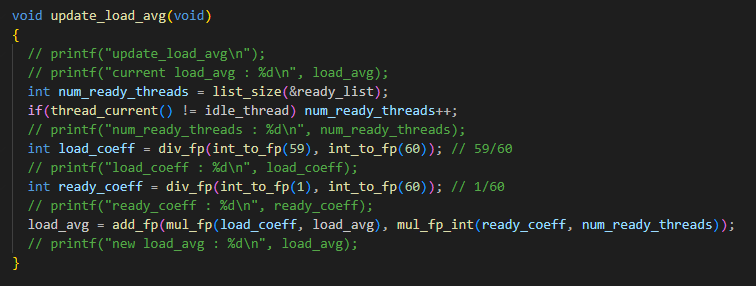 void update_load_avg(void)
{
  // printf("update_load_avg\n");
  // printf("current load_avg : %d\n", load_avg);
  int num_ready_threads = list_size(&ready_list);
  if(thread_current() != idle_thread) num_ready_threads++;
  // printf("num_ready_threads : %d\n", num_ready_threads);
  int load_coeff = div_fp(int_to_fp(59), int_to_fp(60)); // 59/60
  // printf("load_coeff : %d\n", load_coeff);
  int ready_coeff = div_fp(int_to_fp(1), int_to_fp(60)); // 1/60
  // printf("ready_coeff : %d\n", ready_coeff);
  load_avg = add_fp(mul_fp(load_coeff, load_avg), mul_fp_int(ready_coeff, num_ready_threads));
  // printf("new load_avg : %d\n", load_avg);
}